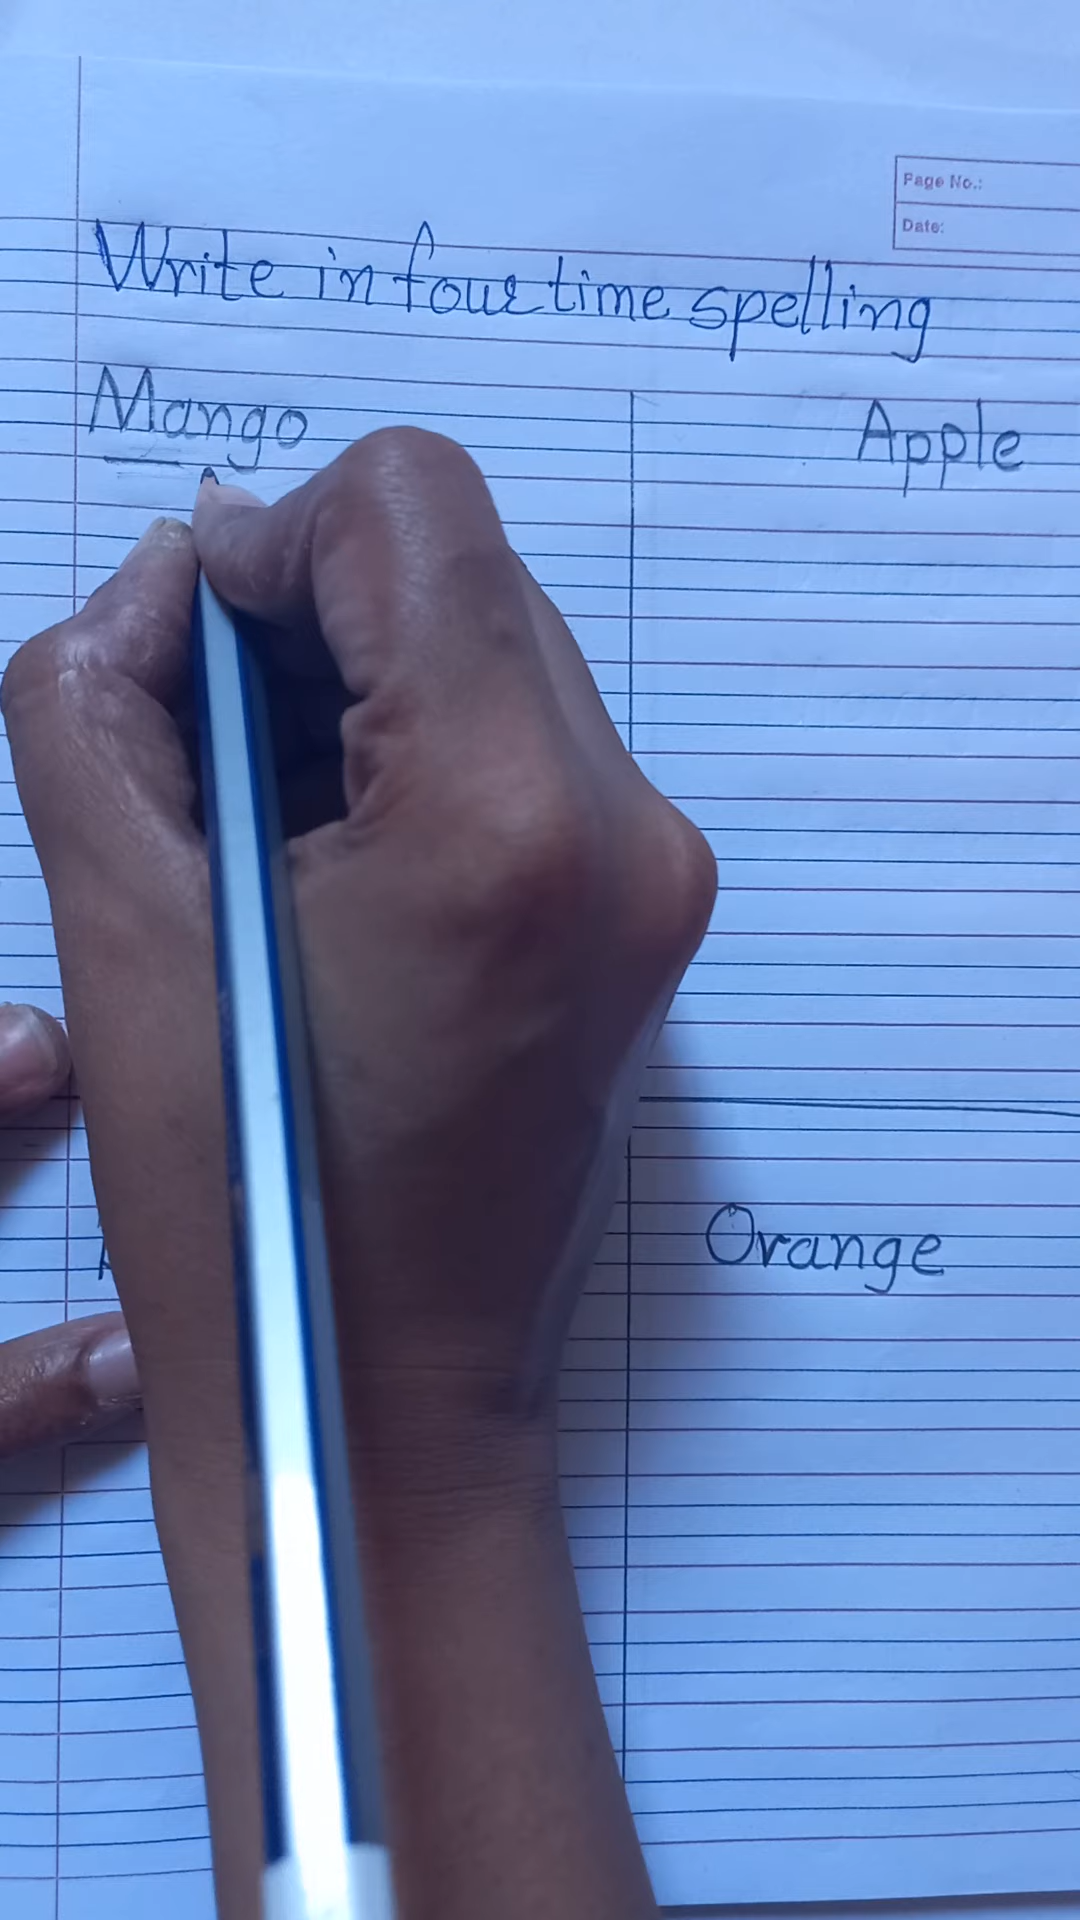 Page No.:
Date:
Write in four time spelling
Mango
Apple
Orange